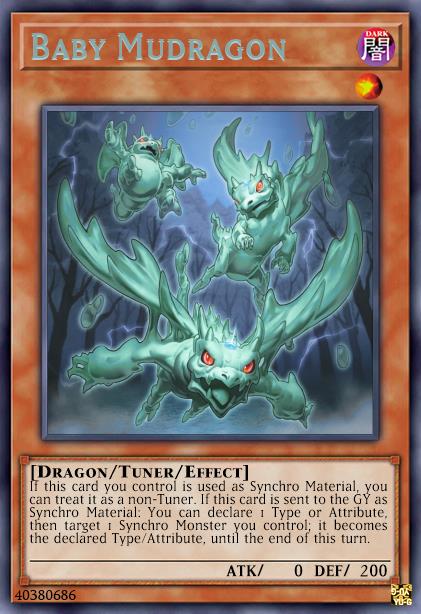 BABY MUDRAGON
DARK
闇
[DRAGON/TUNER/EFFECT]
If this card you control is used as Synchro Material, you
can treat it as a non-Tuner. If this card is sent to the GY as
Synchro Material: You can declare 1 Type or Attribute,
then target 1 Synchro Monster you control; it becomes
the declared Type/Attribute, until the end of this turn.
ATK/ 0 DEF/ 200
40380686